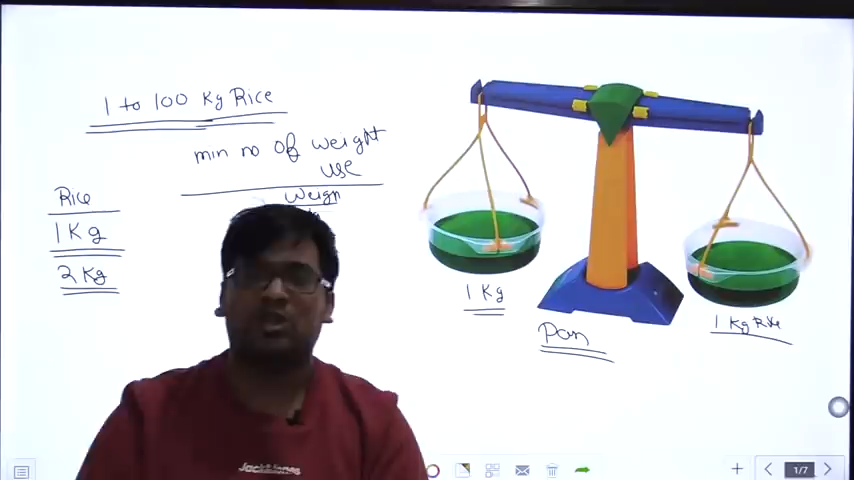 1 to 100 Kg Rice
min no of weight
use
Rice
1 Kg
2 Kg
1 Kg
Pan
1 Kg Rice
Jack&Jones
1/7